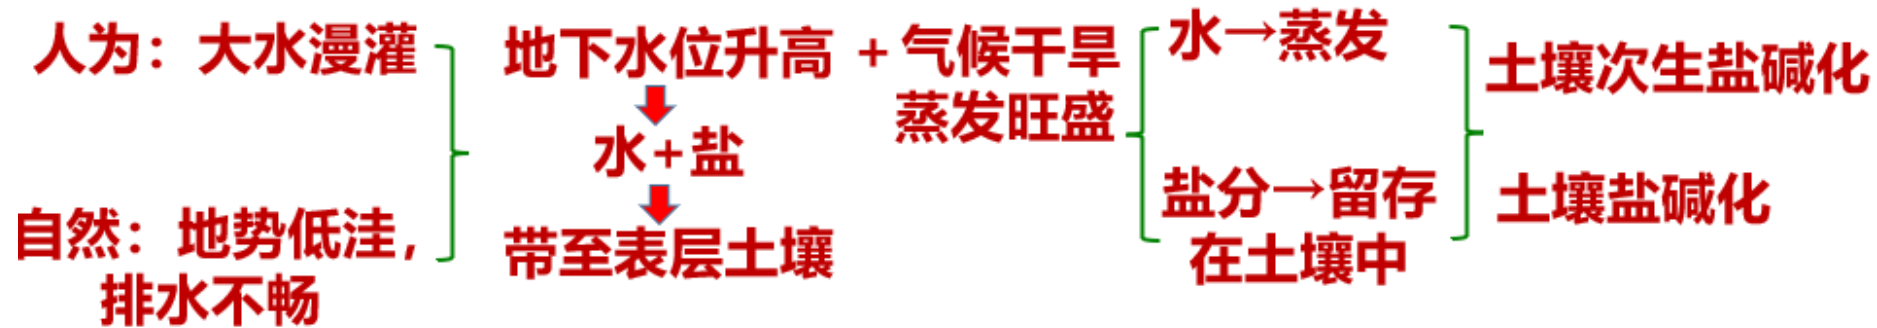 人为：大水漫灌
自然：地势低洼，
排水不畅
地下水位升高
水+盐
带至表层土壤
+ 气候干旱
蒸发旺盛
水→蒸发
盐分→留存
在土壤中
土壤次生盐碱化
土壤盐碱化